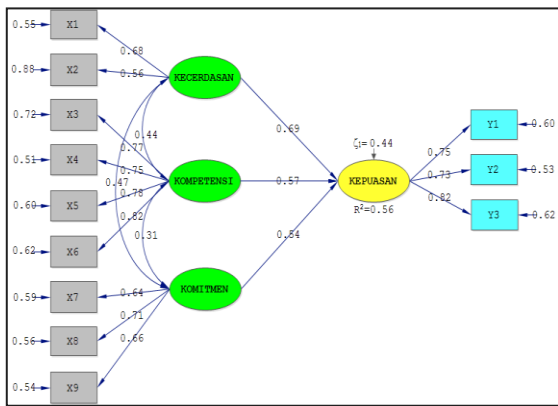 0.55 X1
0.68
0.88 X2
0.56
KECERDASAN
0.72 X3
0.44
0.77
0.69
Y1 0.60
0.75
ζ1=0.44
0.51 X4
0.75
0.47
KOMPETENSI
0.57
KEPUASAN
0.73
Y2 0.53
0.60 X5
0.78
0.82
R²=0.56
0.82
Y3 0.62
0.62 X6
0.31
0.54
0.59 X7
0.64
KOMITMEN
0.56 X8
0.71
0.66
0.54 X9